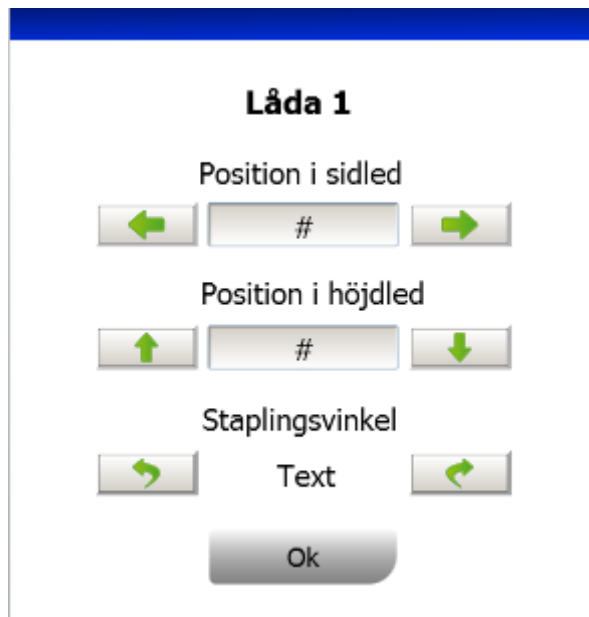 Låda 1
Position i sidled
#
Position i höjdled
#
Staplingsvinkel
Text
Ok